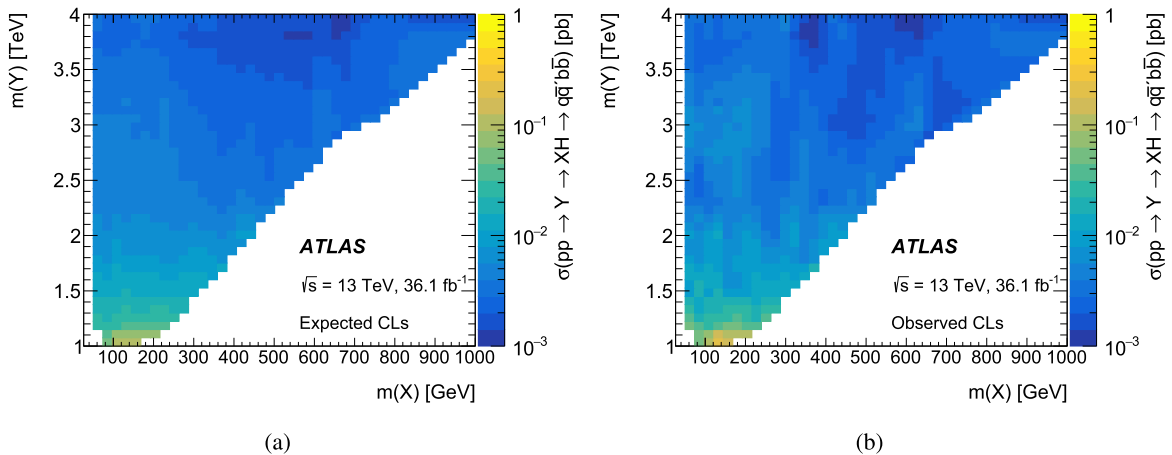 m(Y) [TeV]
4
3.5
3
2.5
2
1.5
1
100 200 300 400 500 600 700 800 900 1000
m(X) [GeV]
ATLAS
√s = 13 TeV, 36.1 fb⁻¹
Expected CLs
1
10⁻¹
10⁻²
10⁻³
σ(pp → Y → XH → qq̄′bb̄) [pb]
(a)
m(Y) [TeV]
4
3.5
3
2.5
2
1.5
1
100 200 300 400 500 600 700 800 900 1000
m(X) [GeV]
ATLAS
√s = 13 TeV, 36.1 fb⁻¹
Observed CLs
1
10⁻¹
10⁻²
10⁻³
σ(pp → Y → XH → qq̄′bb̄) [pb]
(b)